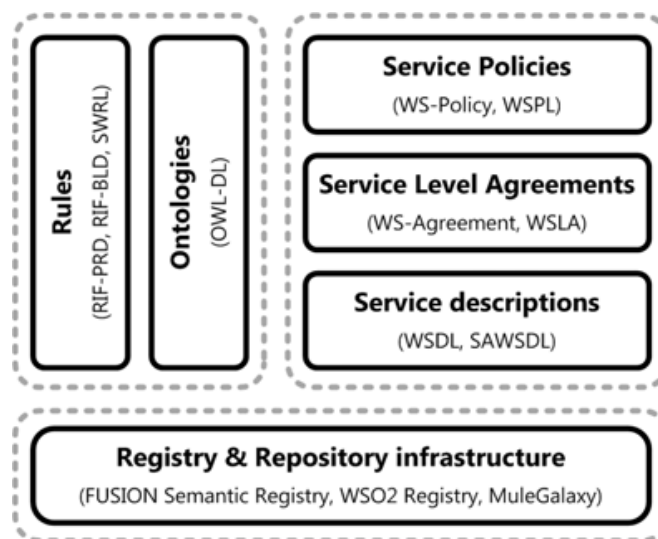 Rules
(RIF-PRD, RIF-BLD, SWRL)
Ontologies
(OWL-DL)
Service Policies
(WS-Policy, WSPL)
Service Level Agreements
(WS-Agreement, WSLA)
Service descriptions
(WSDL, SAWSDL)
Registry & Repository infrastructure
(FUSION Semantic Registry, WSO2 Registry, MuleGalaxy)